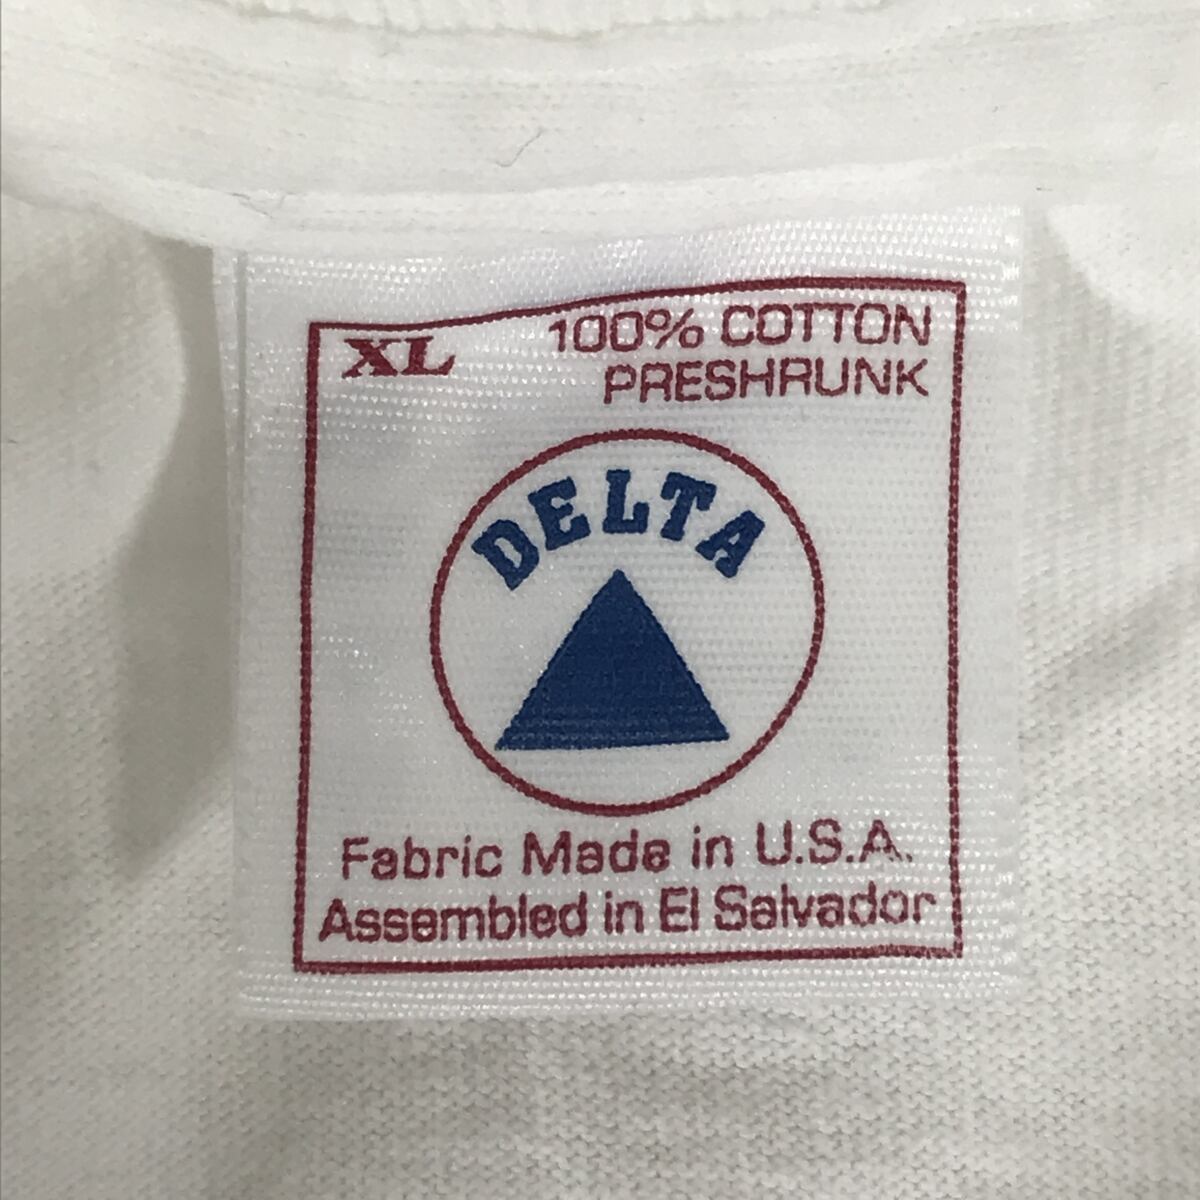 XL
100% COTTON
PRESHRUNK
DELTA
Fabric Made in U.S.A.
Assembled in El Salvador